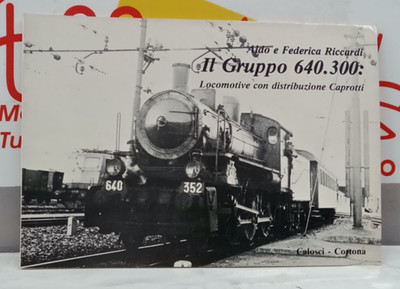 Aldo e Federica Riccardi
Il Gruppo 640.300:
Locomotive con distribuzione Caprotti
640 352
Calosci - Cortona